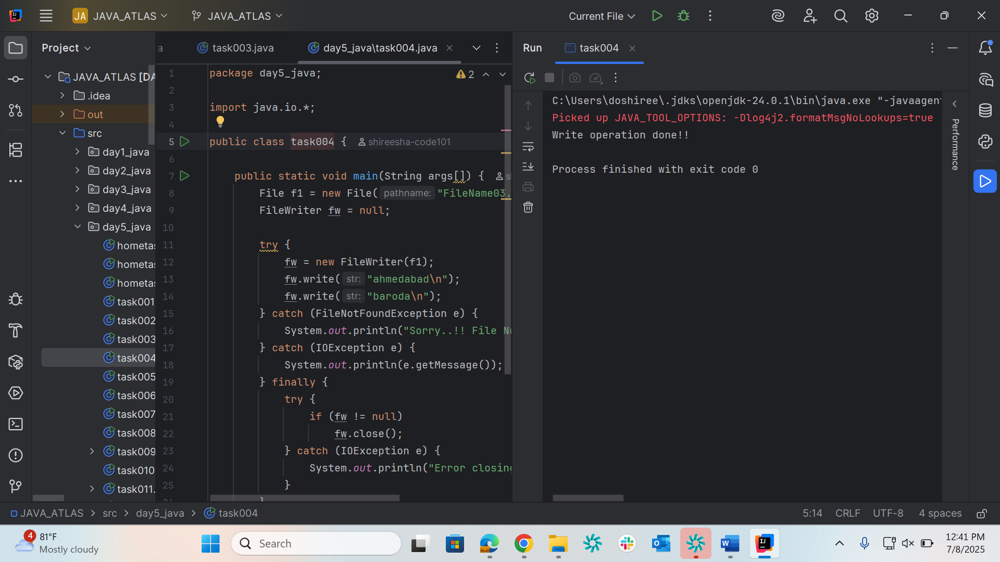 JA JAVA_ATLAS JAVA_ATLAS Current File
Project
JAVA_ATLAS [DA
.idea
out
src
day1_java
day2_java
day3_java
day4_java
day5_java
hometas
hometas
hometas
task001
task002
task003
task004
task005
task006
task007
task008
task009
task010
task011.
a task003.java day5_java\task004.java
1 package day5_java;
2
2
3 import java.io.*;
4
5 public class task004 { shireesha-code101
6
7 public static void main(String args[]) {
8 File f1 = new File( pathname: "FileName03.
9 FileWriter fw = null;
10
11 try {
12 fw = new FileWriter(f1);
13 fw.write( str: "ahmedabad\n");
14 fw.write( str: "baroda\n");
15 } catch (FileNotFoundException e) {
16 System.out.println("Sorry..!! File No
17 } catch (IOException e) {
18 System.out.println(e.getMessage());
19 } finally {
20 try {
21 if (fw != null)
22 fw.close();
23 } catch (IOException e) {
24 System.out.println("Error closing
25 }
Run task004
C:\Users\doshiree\.jdks\openjdk-24.0.1\bin\java.exe "-javaagent
Picked up JAVA_TOOL_OPTIONS: -Dlog4j2.formatMsgNoLookups=true
Write operation done!!
Process finished with exit code 0
Performance
JAVA_ATLAS > src > day5_java > task004 5:14 CRLF UTF-8 4 spaces
4 81°F
Mostly cloudy
Search
12:41 PM
7/8/2025